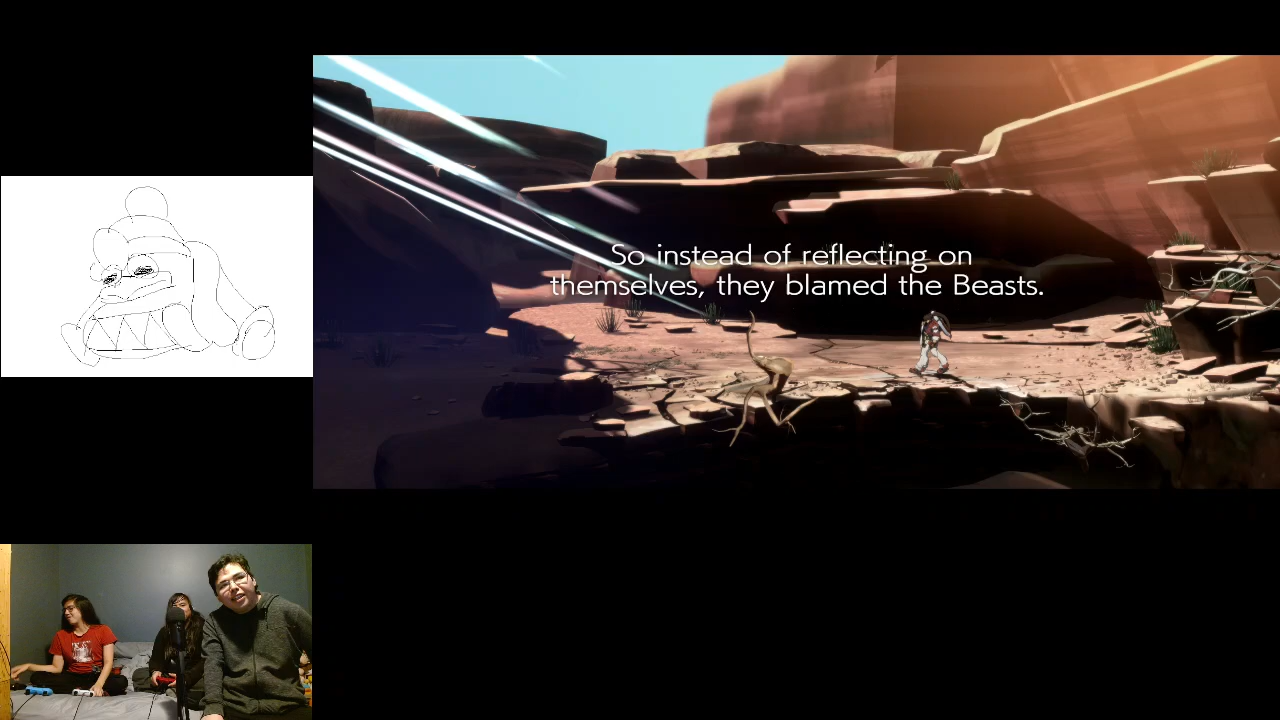 So instead of reflecting on
themselves, they blamed the Beasts.